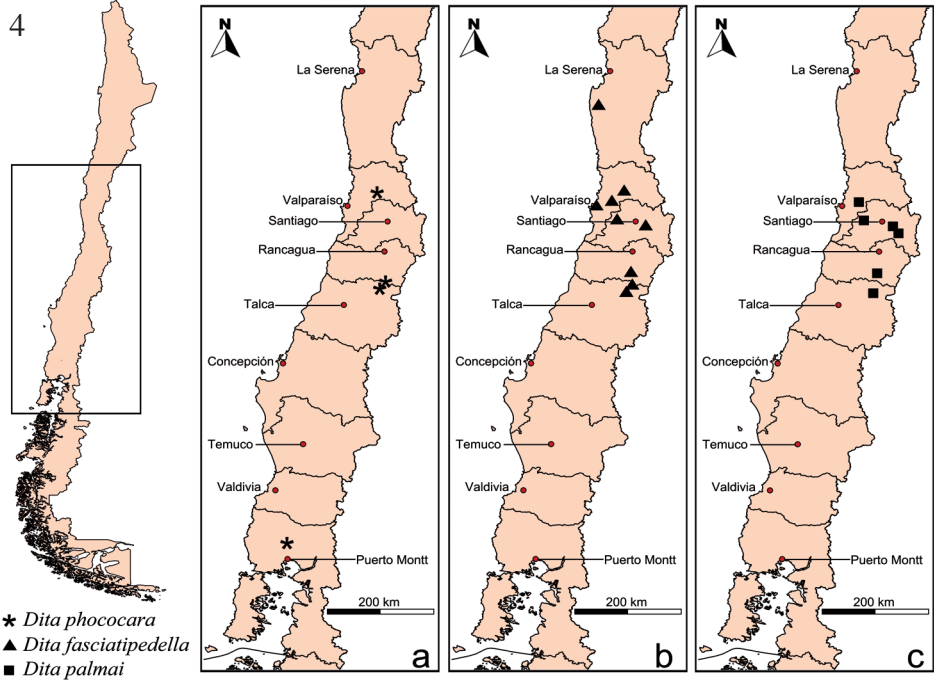 4
* Dita phococara
▲ Dita fasciatipedella
■ Dita palmai
N
La Serena
Valparaíso
Santiago
Rancagua
Talca
Concepción
Temuco
Valdivia
Puerto Montt
200 km
a
N
La Serena
Valparaíso
Santiago
Rancagua
Talca
Concepción
Temuco
Valdivia
Puerto Montt
200 km
b
N
La Serena
Valparaíso
Santiago
Rancagua
Talca
Concepción
Temuco
Valdivia
Puerto Montt
200 km
c